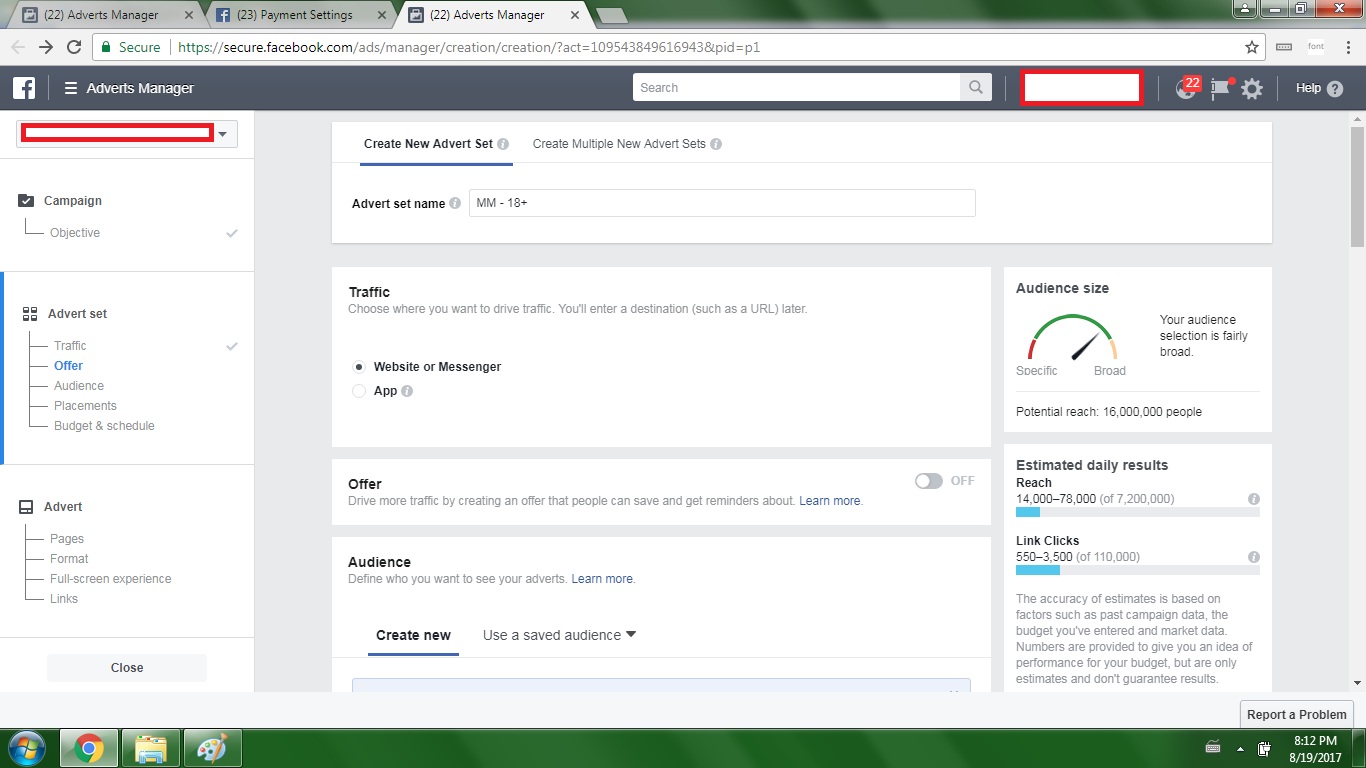 (22) Adverts Manager
(23) Payment Settings
(22) Adverts Manager
Secure
https://secure.facebook.com/ads/manager/creation/creation/?act=109543849616943&pid=p1
font
Adverts Manager
Search
22
Help
Campaign
Objective
Advert set
Traffic
Offer
Audience
Placements
Budget & schedule
Advert
Pages
Format
Full-screen experience
Links
Close
Create New Advert Set
Create Multiple New Advert Sets
Advert set name
MM - 18+
Traffic
Choose where you want to drive traffic. You'll enter a destination (such as a URL) later.
Website or Messenger
App
Offer
OFF
Drive more traffic by creating an offer that people can save and get reminders about. Learn more.
Audience
Define who you want to see your adverts. Learn more.
Create new
Use a saved audience
Audience size
Your audience
selection is fairly
broad.
Specific
Broad
Potential reach: 16,000,000 people
Estimated daily results
Reach
14,000–78,000 (of 7,200,000)
Link Clicks
550–3,500 (of 110,000)
The accuracy of estimates is based on
factors such as past campaign data, the
budget you've entered and market data.
Numbers are provided to give you an idea of
performance for your budget, but are only
estimates and don't guarantee results.
Report a Problem
8:12 PM
8/19/2017